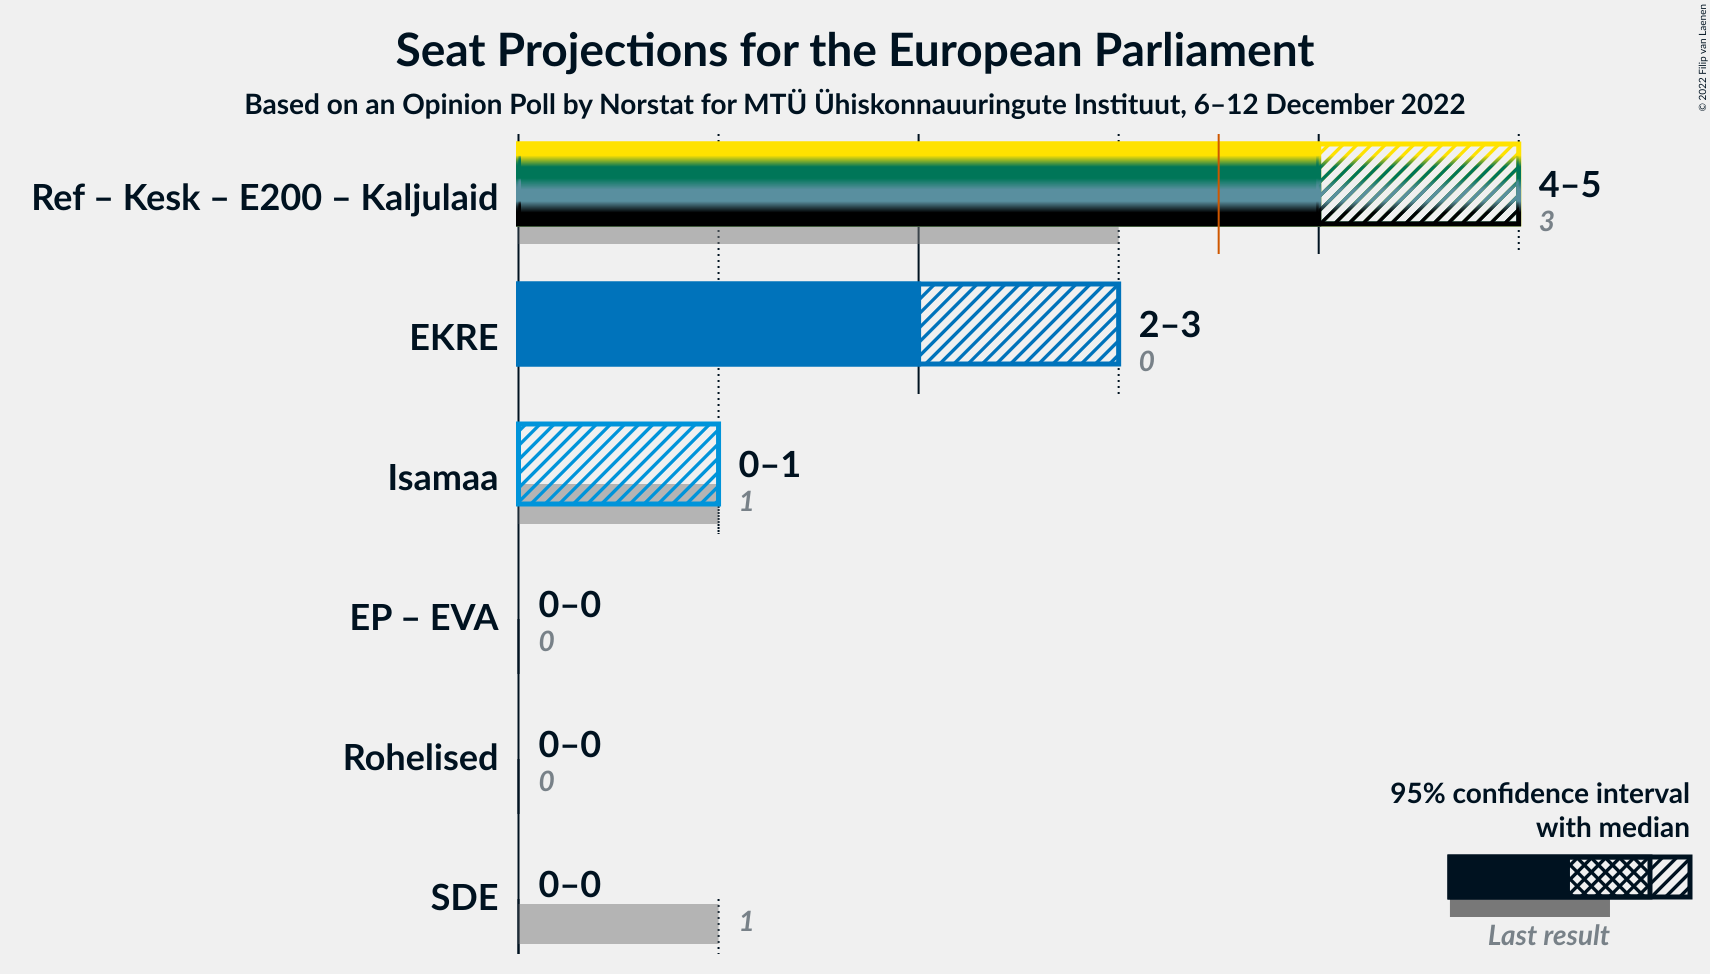 Seat Projections for the European Parliament
Based on an Opinion Poll by Norstat for MTÜ Ühiskonnauuringute Instituut, 6–12 December 2022
© 2022 Filip van Laenen
Ref – Kesk – E200 – Kaljulaid
4–5
3
EKRE
2–3
0
Isamaa
0–1
1
EP – EVA
0–0
0
Rohelised
0–0
0
SDE
0–0
1
95% confidence interval
with median
Last result